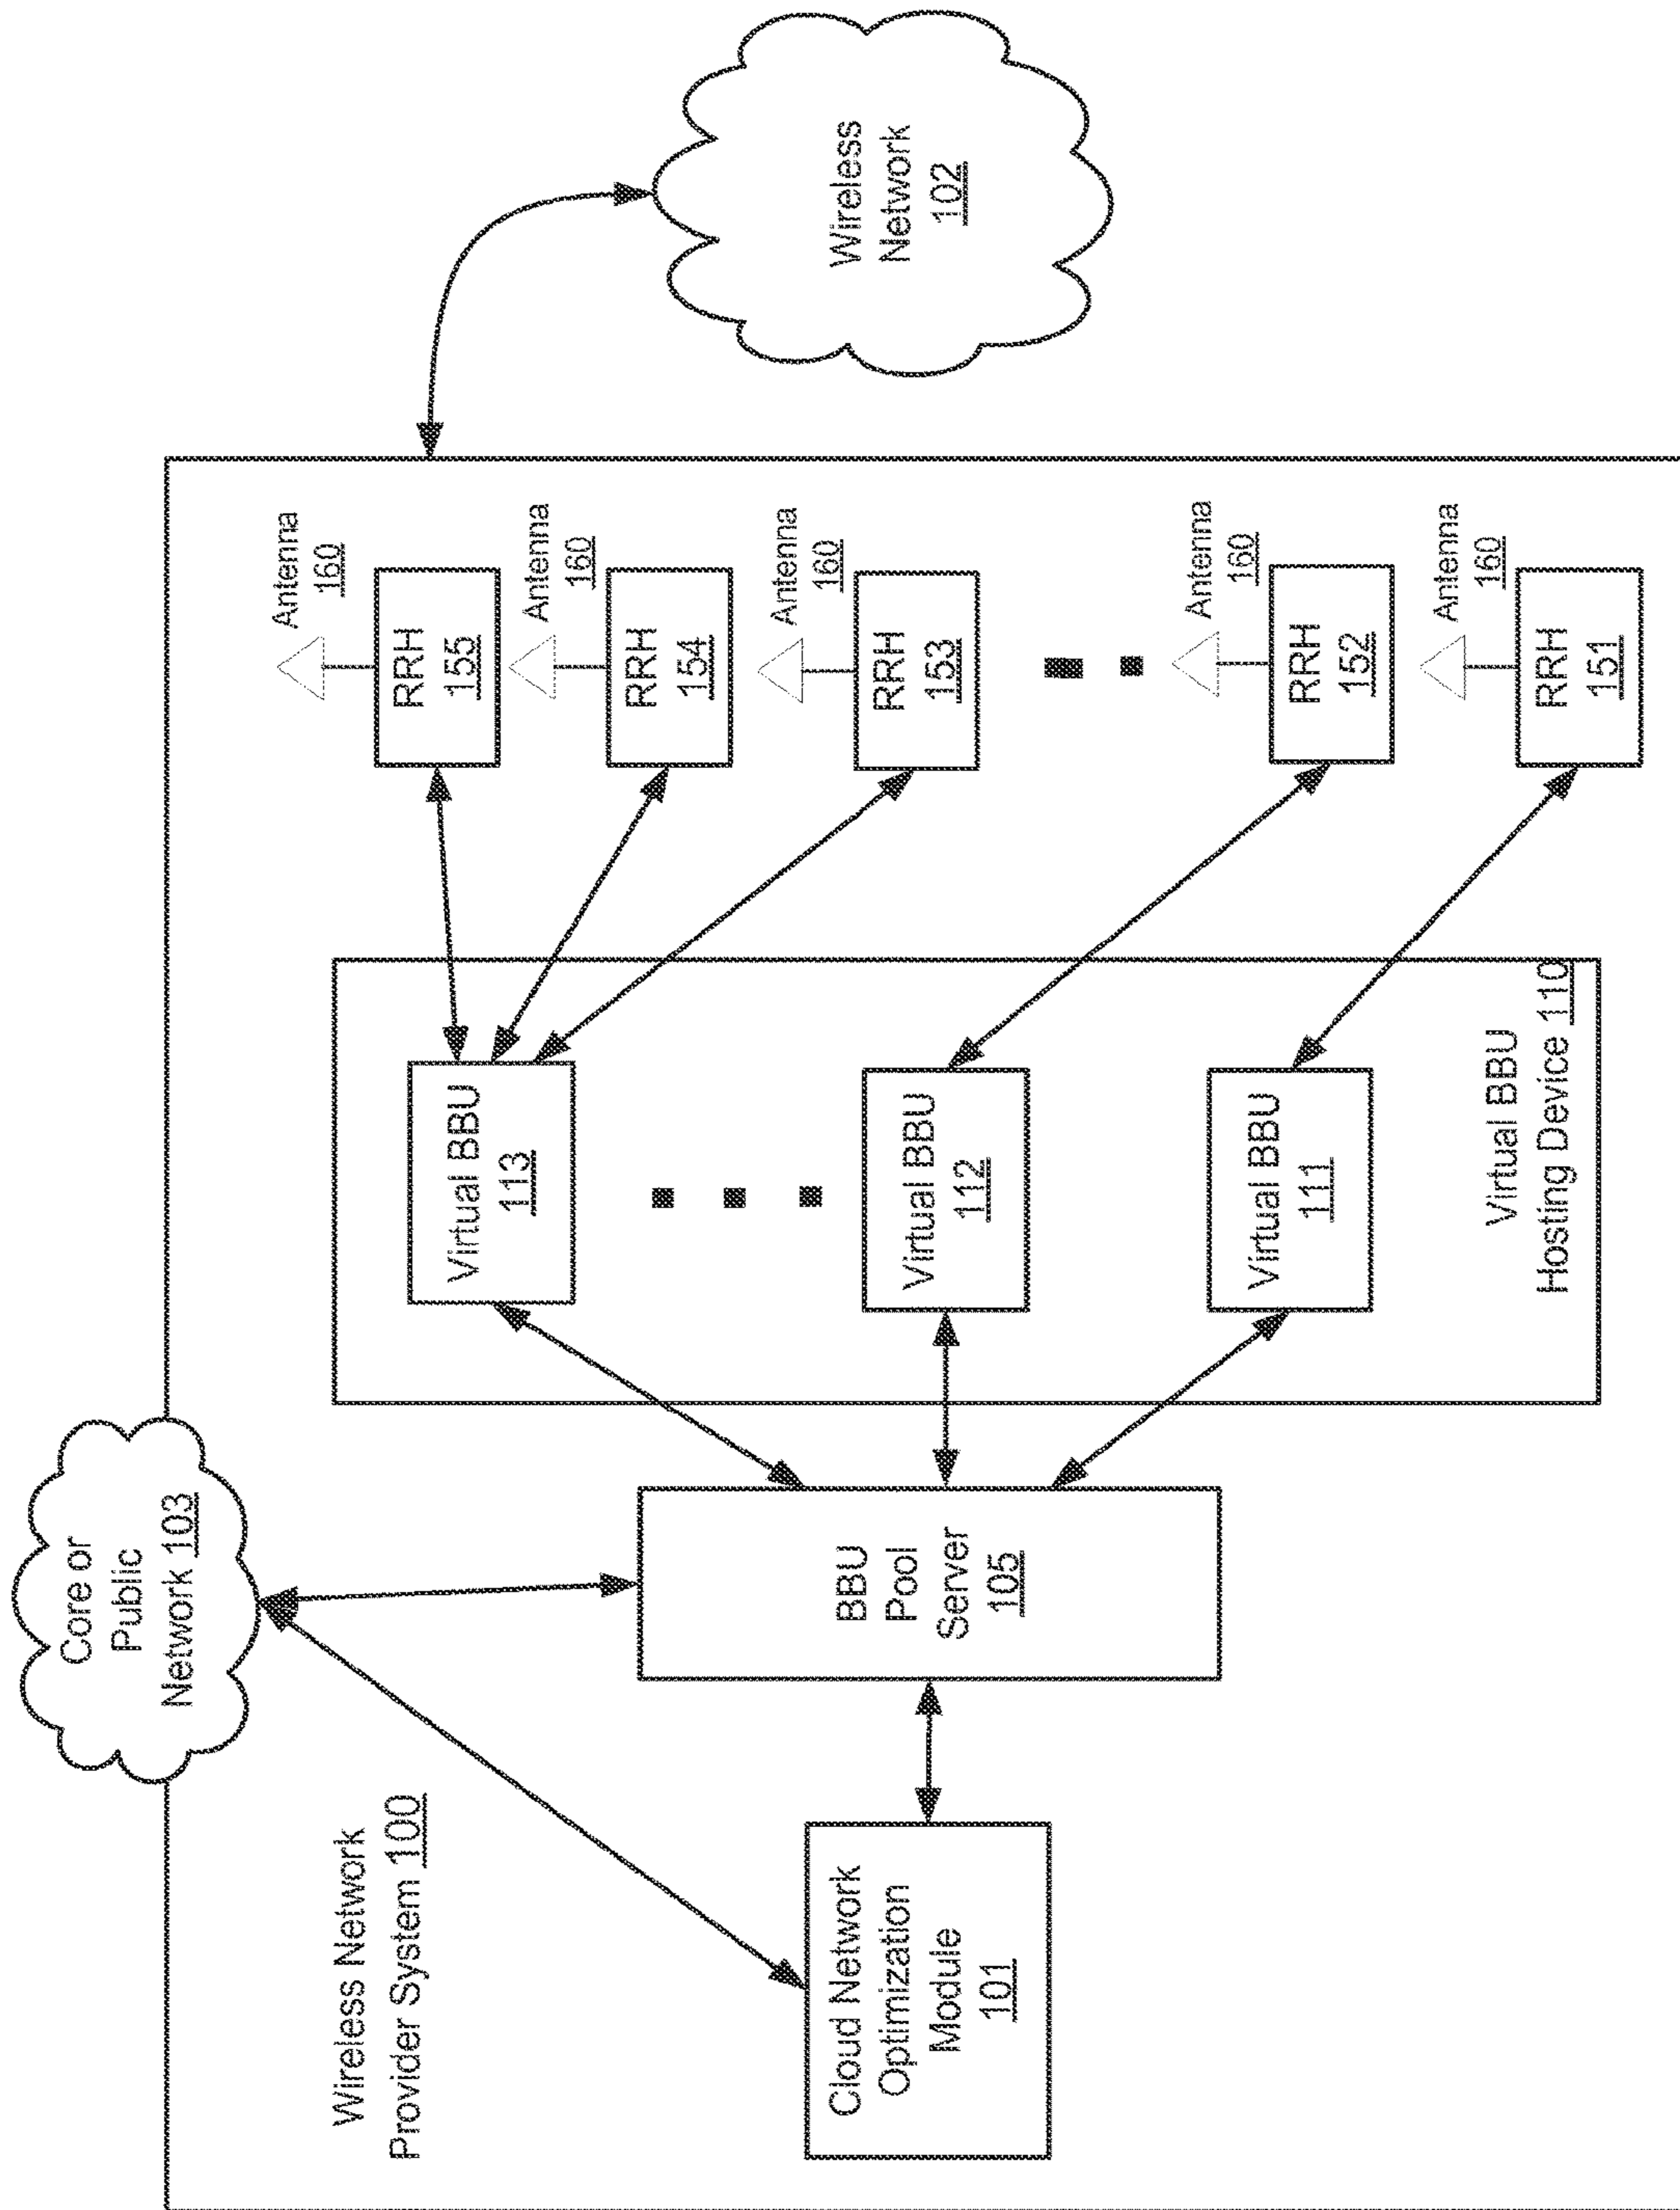 Core or
Public
Network 103
Wireless Network
Provider System 100
Cloud Network
Optimization
Module
101
BBU
Pool
Server
105
Virtual BBU
113
Virtual BBU
112
Virtual BBU
111
Virtual BBU
Hosting Device 110
Antenna
160
RRH
155
Antenna
160
RRH
154
Antenna
160
RRH
153
Antenna
160
RRH
152
Antenna
160
RRH
151
Wireless
Network
102